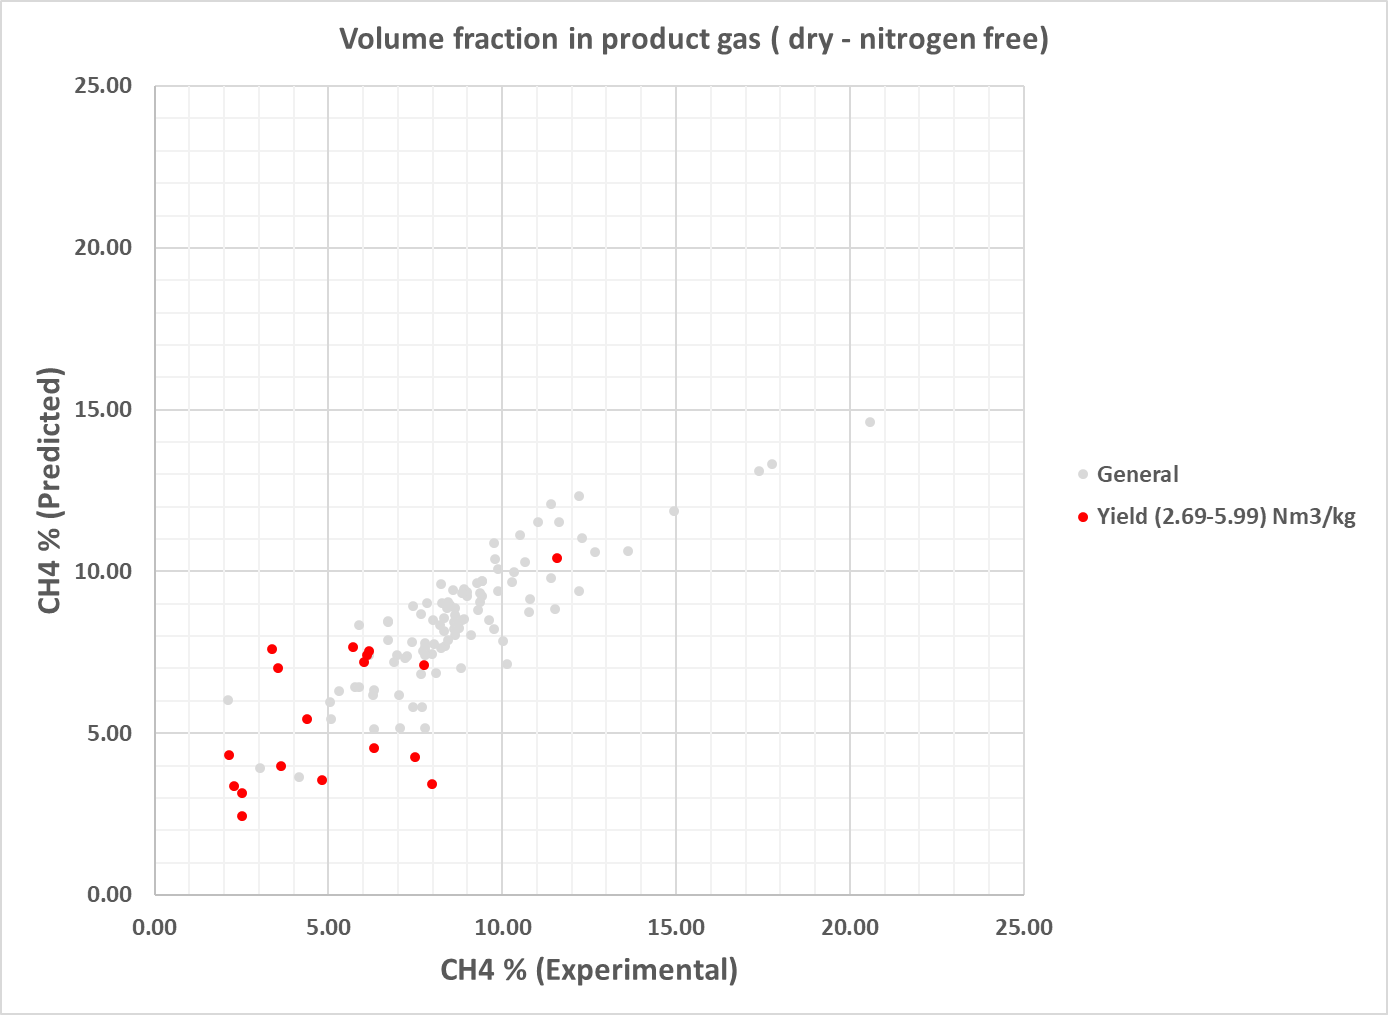 Volume fraction in product gas ( dry - nitrogen free)
25.00
20.00
15.00
10.00
5.00
0.00
CH4 % (Predicted)
0.00 5.00 10.00 15.00 20.00 25.00
CH4 % (Experimental)
General
Yield (2.69-5.99) Nm3/kg